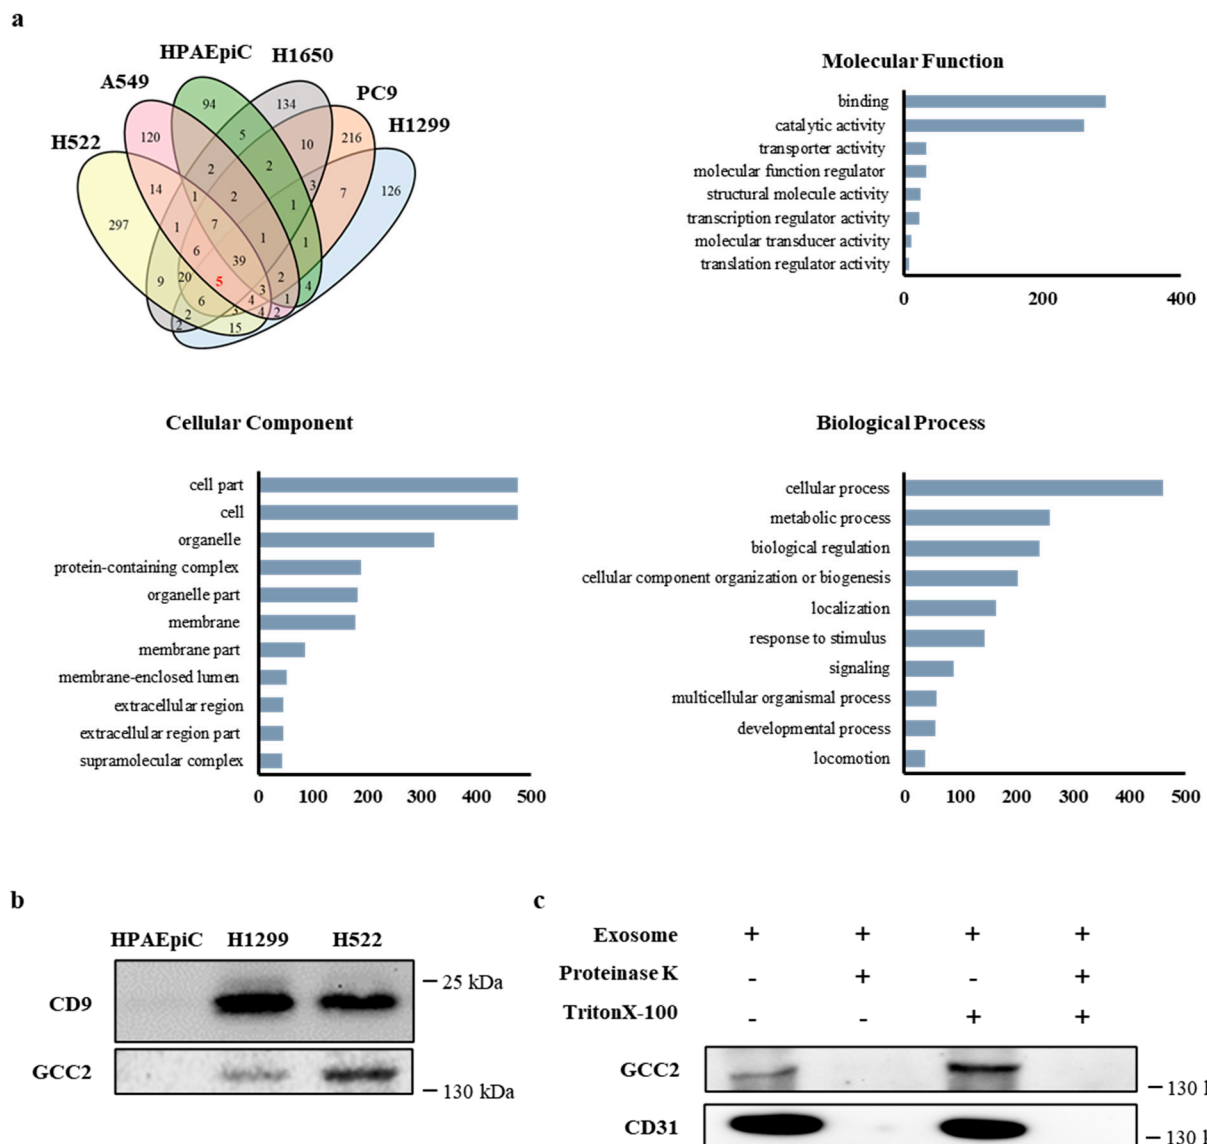 a
HPAEpiC
H1650
A549
PC9
H522
H1299
94
134
120
5
10
216
2
2
3
7
126
14
1
2
1
297
1
7
1
1
6
39
9
20
5
3
2
4
6
4
1
2
3
4
2
2
15
Molecular Function
binding
catalytic activity
transporter activity
molecular function regulator
structural molecule activity
transcription regulator activity
molecular transducer activity
translation regulator activity
0 200 400
Cellular Component
cell part
cell
organelle
protein-containing complex
organelle part
membrane
membrane part
membrane-enclosed lumen
extracellular region
extracellular region part
supramolecular complex
0 100 200 300 400 500
Biological Process
cellular process
metabolic process
biological regulation
cellular component organization or biogenesis
localization
response to stimulus
signaling
multicellular organismal process
developmental process
locomotion
0 100 200 300 400 500
b
HPAEpiC H1299 H522
CD9
25 kDa
GCC2
130 kDa
c
Exosome + + + +
Proteinase K - + - +
TritonX-100 - - + +
GCC2
130
CD31
130